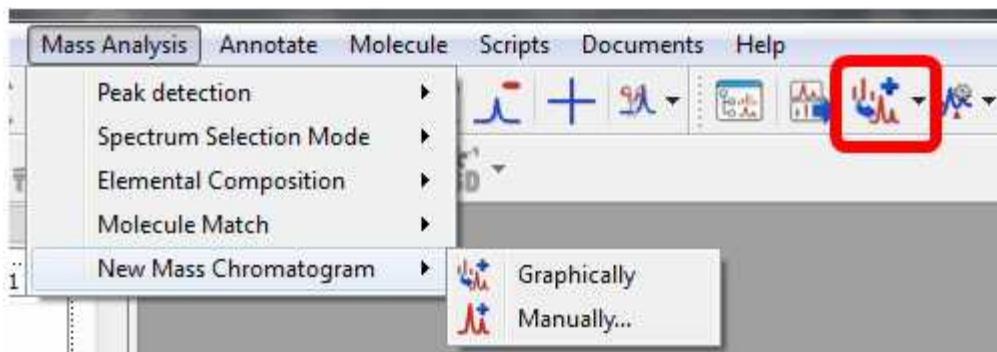 Mass Analysis Annotate Molecule Scripts Documents Help
Peak detection
Spectrum Selection Mode
Elemental Composition
Molecule Match
New Mass Chromatogram
Graphically
Manually...